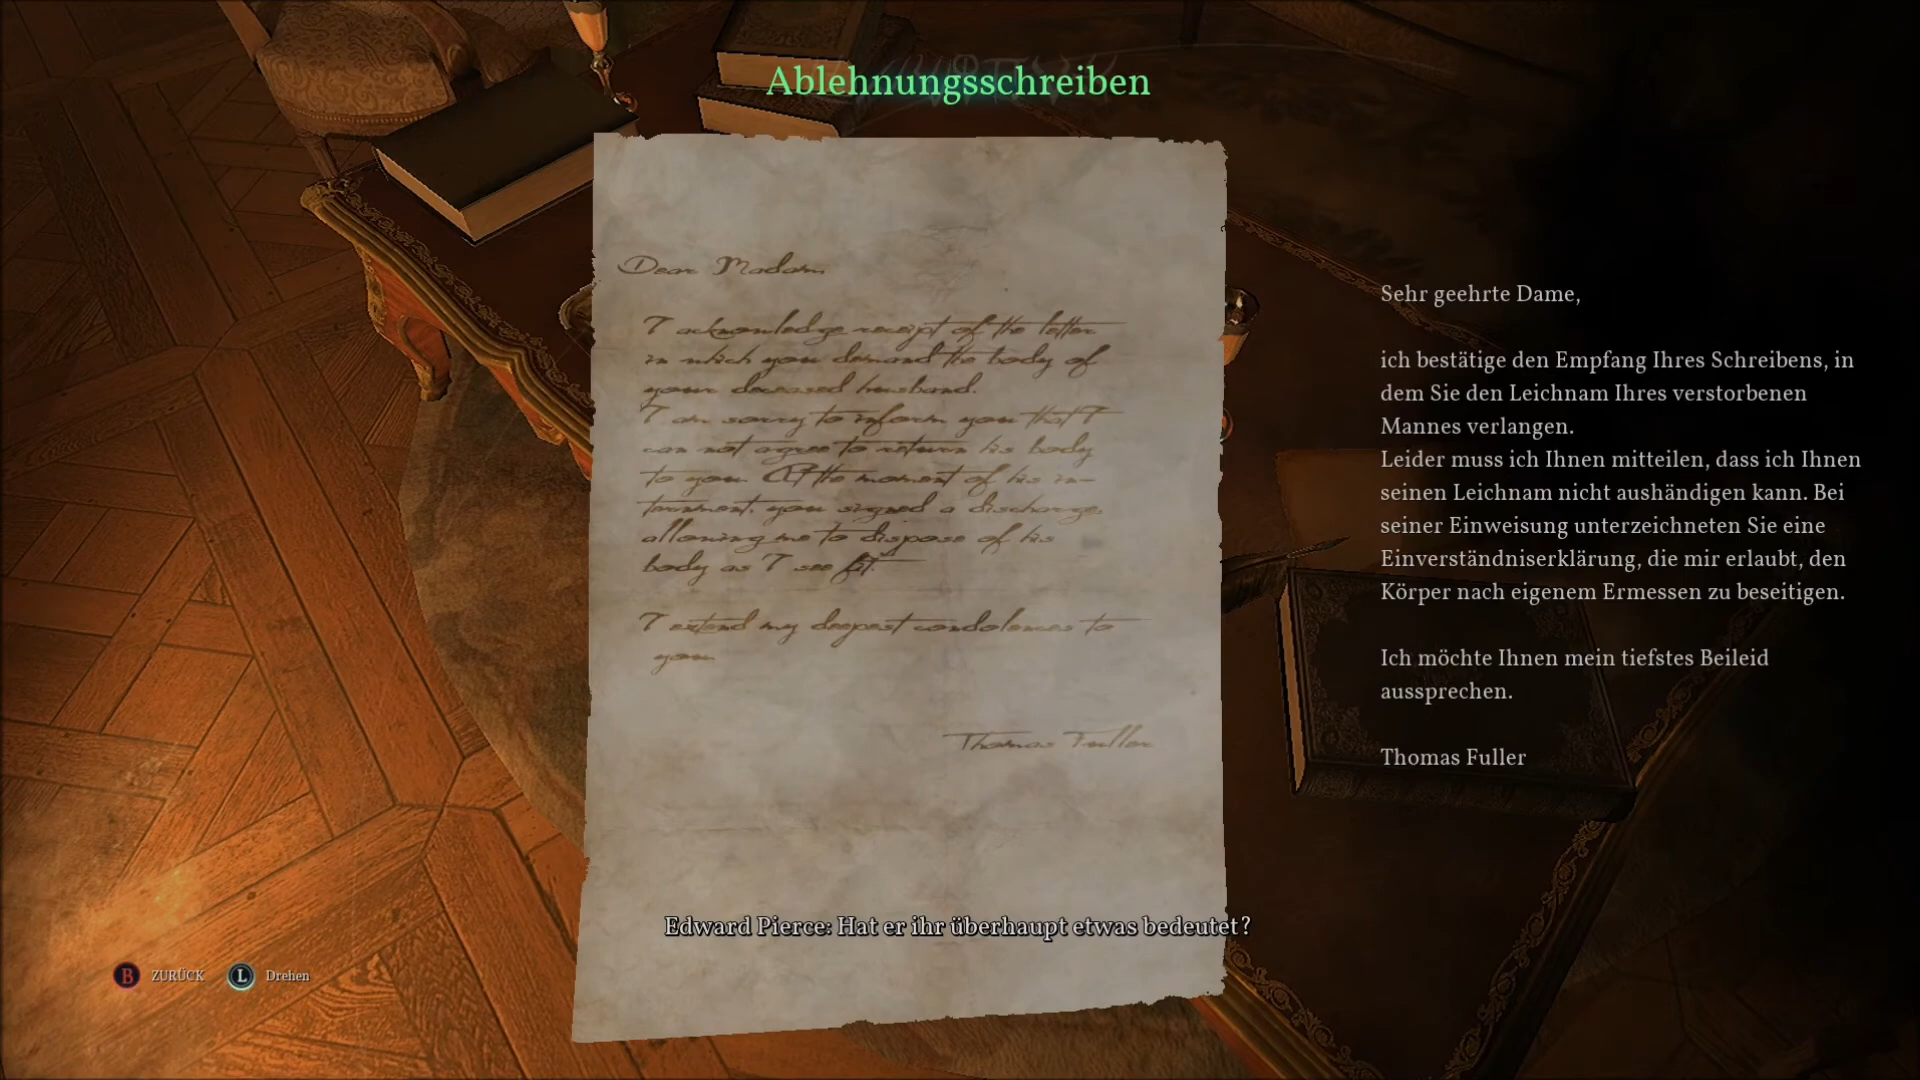 Ablehnungsschreiben
Dear Madam,
I acknowledge receipt of the letter
in which you demand the body of
your deceased husband.
I am sorry to inform you that I
can not agree to return his body
to you. At the moment of his in-
ternment, you signed a discharge,
allowing me to dispose of his
body as I see fit.
I extend my deepest condolences to
you
Thomas Fuller
Sehr geehrte Dame,
ich bestätige den Empfang Ihres Schreibens, in
dem Sie den Leichnam Ihres verstorbenen
Mannes verlangen.
Leider muss ich Ihnen mitteilen, dass ich Ihnen
seinen Leichnam nicht aushändigen kann. Bei
seiner Einweisung unterzeichneten Sie eine
Einverständniserklärung, die mir erlaubt, den
Körper nach eigenem Ermessen zu beseitigen.
Ich möchte Ihnen mein tiefstes Beileid
aussprechen.
Thomas Fuller
Edward Pierce: Hat er ihr überhaupt etwas bedeutet?
B ZURÜCK L Drehen